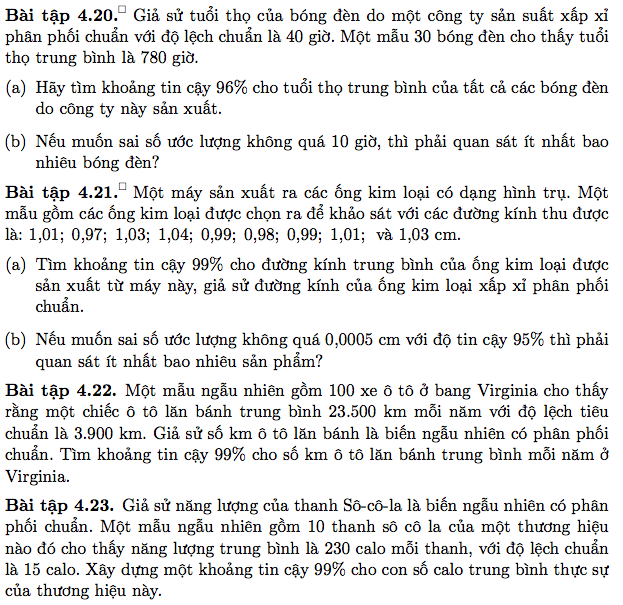 Bài tập 4.20.□ Giả sử tuổi thọ của bóng đèn do một công ty sản suất xấp xỉ
phân phối chuẩn với độ lệch chuẩn là 40 giờ. Một mẫu 30 bóng đèn cho thấy tuổi
thọ trung bình là 780 giờ.
(a) Hãy tìm khoảng tin cậy 96% cho tuổi thọ trung bình của tất cả các bóng đèn
do công ty này sản xuất.
(b) Nếu muốn sai số ước lượng không quá 10 giờ, thì phải quan sát ít nhất bao
nhiêu bóng đèn?
Bài tập 4.21.□ Một máy sản xuất ra các ống kim loại có dạng hình trụ. Một
mẫu gồm các ống kim loại được chọn ra để khảo sát với các đường kính thu được
là: 1,01; 0,97; 1,03; 1,04; 0,99; 0,98; 0,99; 1,01; và 1,03 cm.
(a) Tìm khoảng tin cậy 99% cho đường kính trung bình của ống kim loại được
sản xuất từ máy này, giả sử đường kính của ống kim loại xấp xỉ phân phối
chuẩn.
(b) Nếu muốn sai số ước lượng không quá 0,0005 cm với độ tin cậy 95% thì phải
quan sát ít nhất bao nhiêu sản phẩm?
Bài tập 4.22. Một mẫu ngẫu nhiên gồm 100 xe ô tô ở bang Virginia cho thấy
rằng một chiếc ô tô lăn bánh trung bình 23.500 km mỗi năm với độ lệch tiêu
chuẩn là 3.900 km. Giả sử số km ô tô lăn bánh là biến ngẫu nhiên có phân phối
chuẩn. Tìm khoảng tin cậy 99% cho số km ô tô lăn bánh trung bình mỗi năm ở
Virginia.
Bài tập 4.23. Giả sử năng lượng của thanh Sô-cô-la là biến ngẫu nhiên có phân
phối chuẩn. Một mẫu ngẫu nhiên gồm 10 thanh sô cô la của một thương hiệu
nào đó cho thấy năng lượng trung bình là 230 calo mỗi thanh, với độ lệch chuẩn
là 15 calo. Xây dựng một khoảng tin cậy 99% cho con số calo trung bình thực sự
của thương hiệu này.